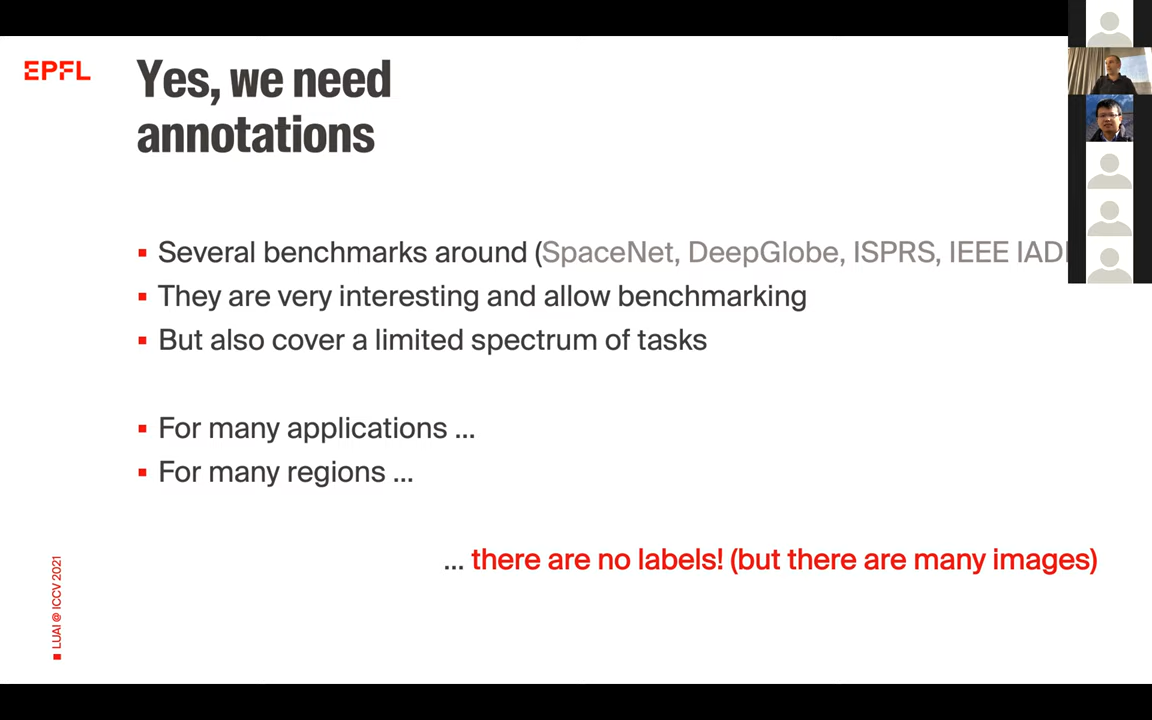 EPFL
Yes, we need
annotations
▪ Several benchmarks around (SpaceNet, DeepGlobe, ISPRS, IEEE
▪ They are very interesting and allow benchmarking
▪ But also cover a limited spectrum of tasks
▪ For many applications ...
▪ For many regions ...
... there are no labels! (but there are many images)
LUAI @ ICCV 2021